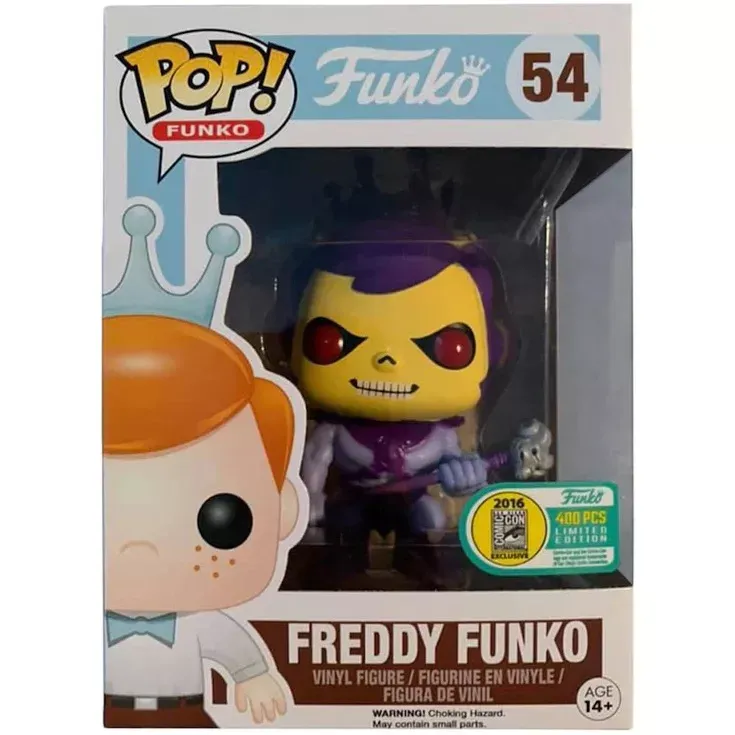 POP!
FUNKO
Funko
54
2016
COMIC CON
INTERNATIONAL
EXCLUSIVE
Funko
400 PCS
LIMITED
EDITION
FREDDY FUNKO
VINYL FIGURE / FIGURINE EN VINYLE /
FIGURA DE VINIL
WARNING! Choking Hazard.
May contain small parts.
AGE
14+